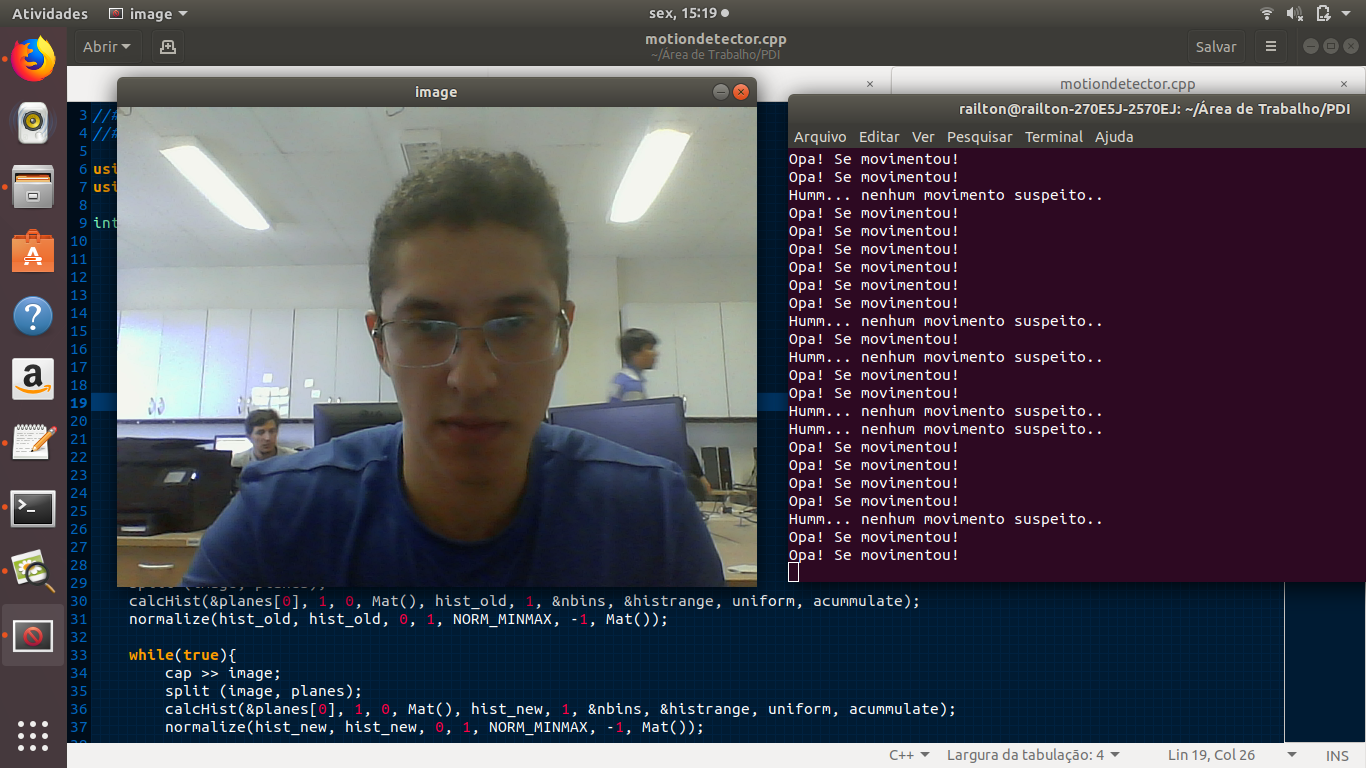 Atividades
image
sex, 15:19
Abrir
motiondetector.cpp
~/Área de Trabalho/PDI
Salvar
motiondetector.cpp
image
railton@railton-270E5J-2570EJ: ~/Área de Trabalho/PDI
Arquivo Editar Ver Pesquisar Terminal Ajuda
Opa! Se movimentou!
Opa! Se movimentou!
Humm... nenhum movimento suspeito..
Opa! Se movimentou!
Opa! Se movimentou!
Opa! Se movimentou!
Opa! Se movimentou!
Opa! Se movimentou!
Opa! Se movimentou!
Humm... nenhum movimento suspeito..
Opa! Se movimentou!
Humm... nenhum movimento suspeito..
Opa! Se movimentou!
Opa! Se movimentou!
Humm... nenhum movimento suspeito..
Humm... nenhum movimento suspeito..
Opa! Se movimentou!
Opa! Se movimentou!
Opa! Se movimentou!
Opa! Se movimentou!
Humm... nenhum movimento suspeito..
Opa! Se movimentou!
Opa! Se movimentou!
3 //#
4 //#
5
6 usi
7 usi
8
9 int
10
11
12
13
14
15
16
17
18
19
20
21
22
23
24
25
26
27
28
29 split (image, planes);
30 calcHist(&planes[0], 1, 0, Mat(), hist_old, 1, &nbins, &histrange, uniform, acummulate);
31 normalize(hist_old, hist_old, 0, 1, NORM_MINMAX, -1, Mat());
32
33 while(true){
34 cap >> image;
35 split (image, planes);
36 calcHist(&planes[0], 1, 0, Mat(), hist_new, 1, &nbins, &histrange, uniform, acummulate);
37 normalize(hist_new, hist_new, 0, 1, NORM_MINMAX, -1, Mat());
C++ Largura da tabulação: 4 Lin 19, Col 26 INS